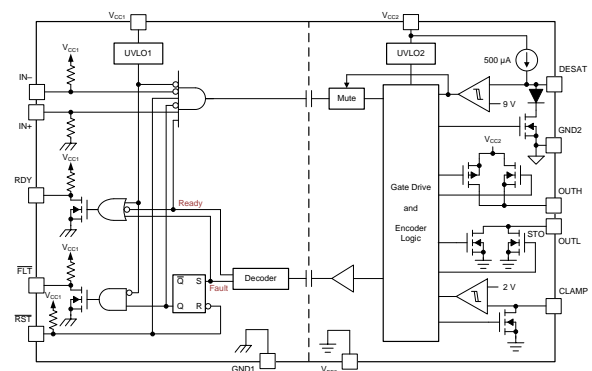 VCC1
VCC2
UVLO1
UVLO2
500 µA
VCC1
IN–
IN+
DESAT
Mute
9 V
GND2
VCC1
RDY
VCC2
Ready
Gate Drive
and
Encoder
Logic
OUTH
STO
OUTL
VCC1
FLT
Q S
Fault
Q R
Decoder
2 V
CLAMP
VCC1
RST
GND1